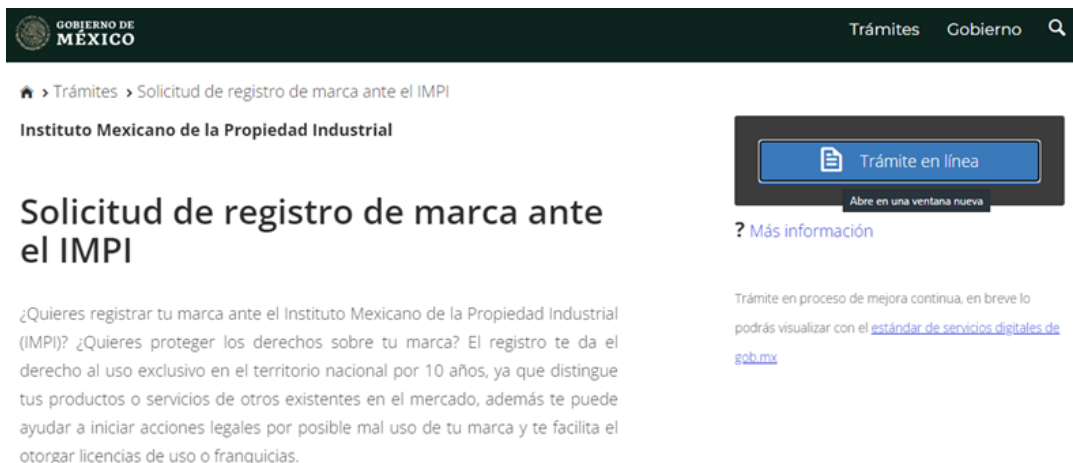 GOBIERNO DE
MÉXICO
Trámites Gobierno
Trámites > Solicitud de registro de marca ante el IMPI
Instituto Mexicano de la Propiedad Industrial
Trámite en línea
Abre en una ventana nueva
Solicitud de registro de marca ante
el IMPI
? Más información
¿Quieres registrar tu marca ante el Instituto Mexicano de la Propiedad Industrial
(IMPI)? ¿Quieres proteger los derechos sobre tu marca? El registro te da el
derecho al uso exclusivo en el territorio nacional por 10 años, ya que distingue
tus productos o servicios de otros existentes en el mercado, además te puede
ayudar a iniciar acciones legales por posible mal uso de tu marca y te facilita el
otorgar licencias de uso o franquicias.
Trámite en proceso de mejora continua, en breve lo
podrás visualizar con el estándar de servicios digitales de
gob.mx